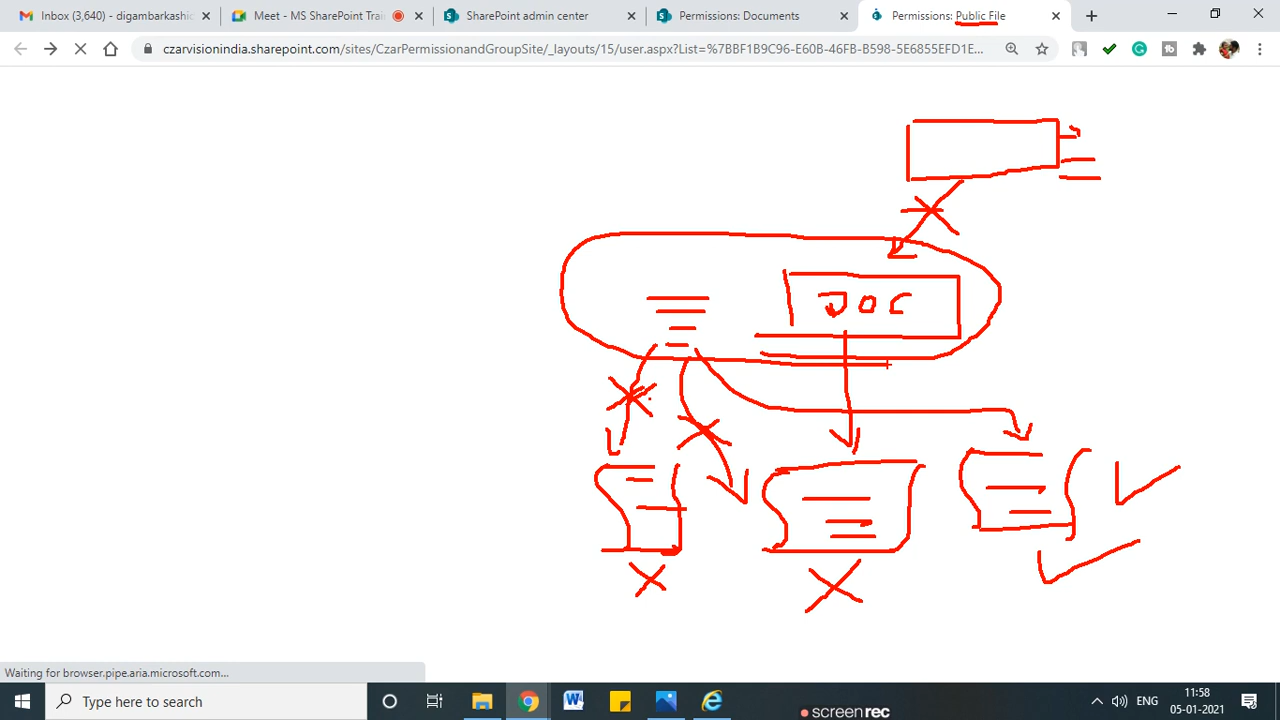 Inbox (3,640) - digambarkashic
Meet - MS SharePoint Trai
SharePoint admin center
Permissions: Documents
Permissions: Public File
czarvisionindia.sharepoint.com/sites/CzarPermissionandGroupSite/_layouts/15/user.aspx?List=%7BBF1B9C96-E60B-46FB-B598-5E6855EFD1E...
DOC
Waiting for browser.pipe.aria.microsoft.com...
Type here to search
ENG
11:58
05-01-2021
screenrec